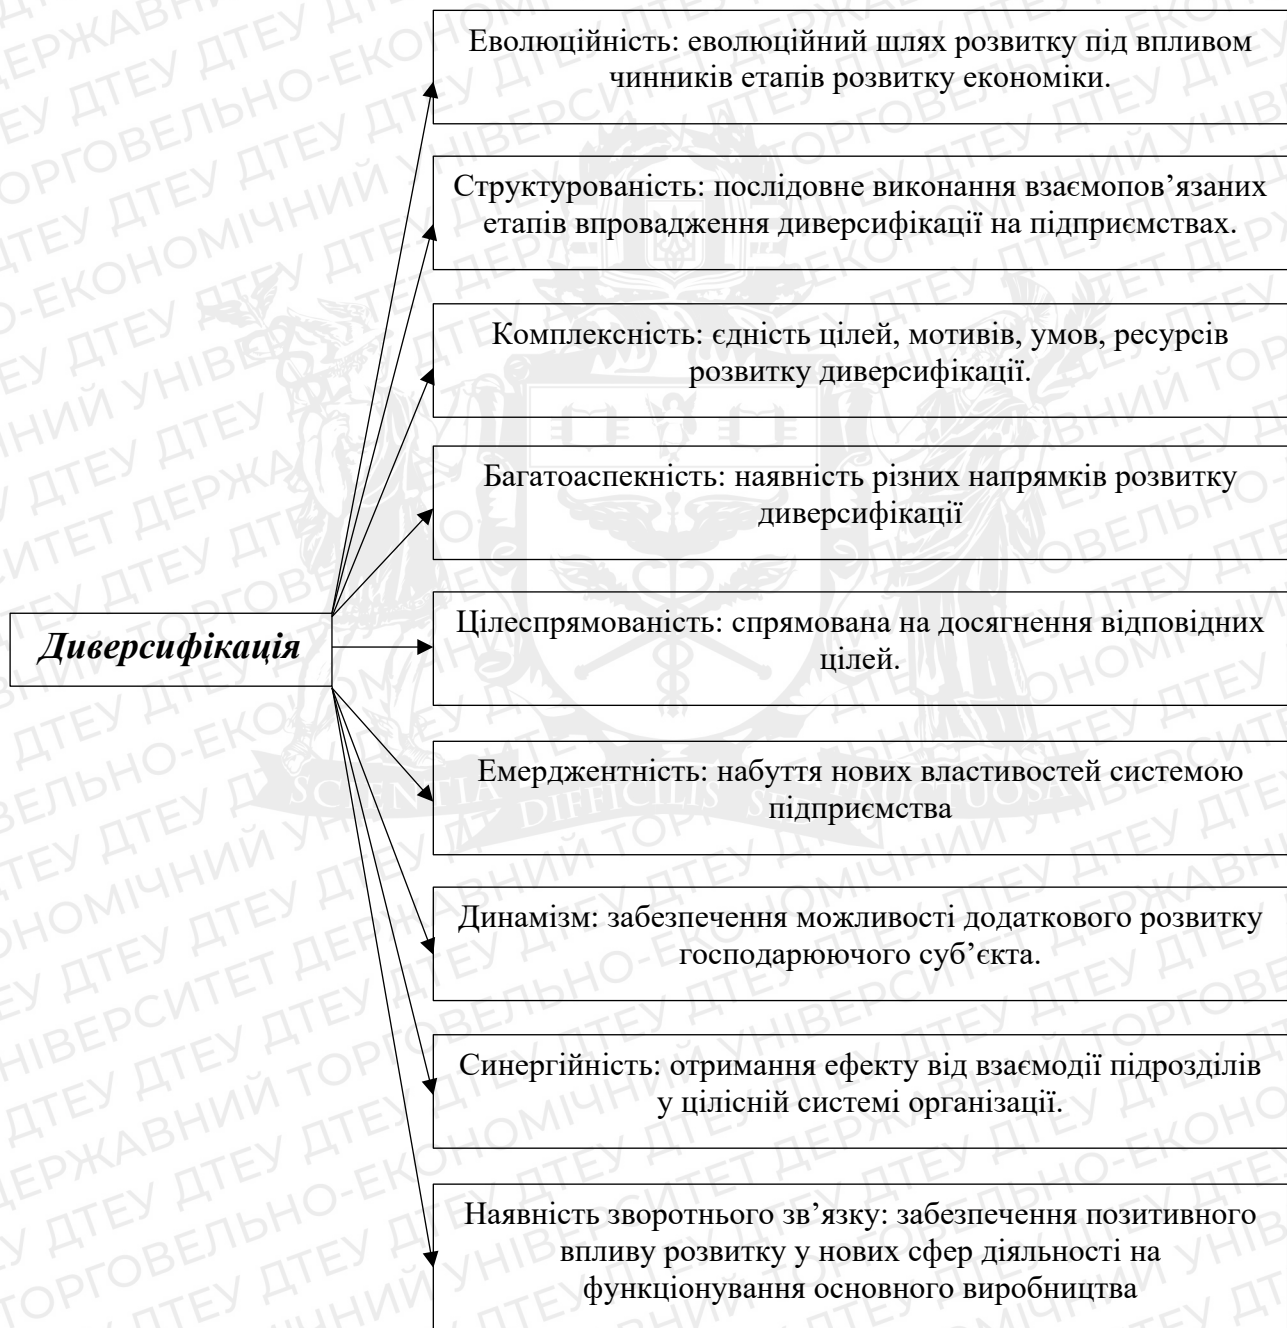 Еволюційність: еволюційний шлях розвитку під впливом
чинників етапів розвитку економіки.
Структурованість: послідовне виконання взаємопов’язаних
етапів впровадження диверсифікації на підприємствах.
Комплексність: єдність цілей, мотивів, умов, ресурсів
розвитку диверсифікації.
Багатоаспекність: наявність різних напрямків розвитку
диверсифікації
Диверсифікація
Цілеспрямованість: спрямована на досягнення відповідних
цілей.
Емерджентність: набуття нових властивостей системою
підприємства
Динамізм: забезпечення можливості додаткового розвитку
господарюючого суб’єкта.
Синергійність: отримання ефекту від взаємодії підрозділів
у цілісній системі організації.
Наявність зворотнього зв’язку: забезпечення позитивного
впливу розвитку у нових сфер діяльності на
функціонування основного виробництва